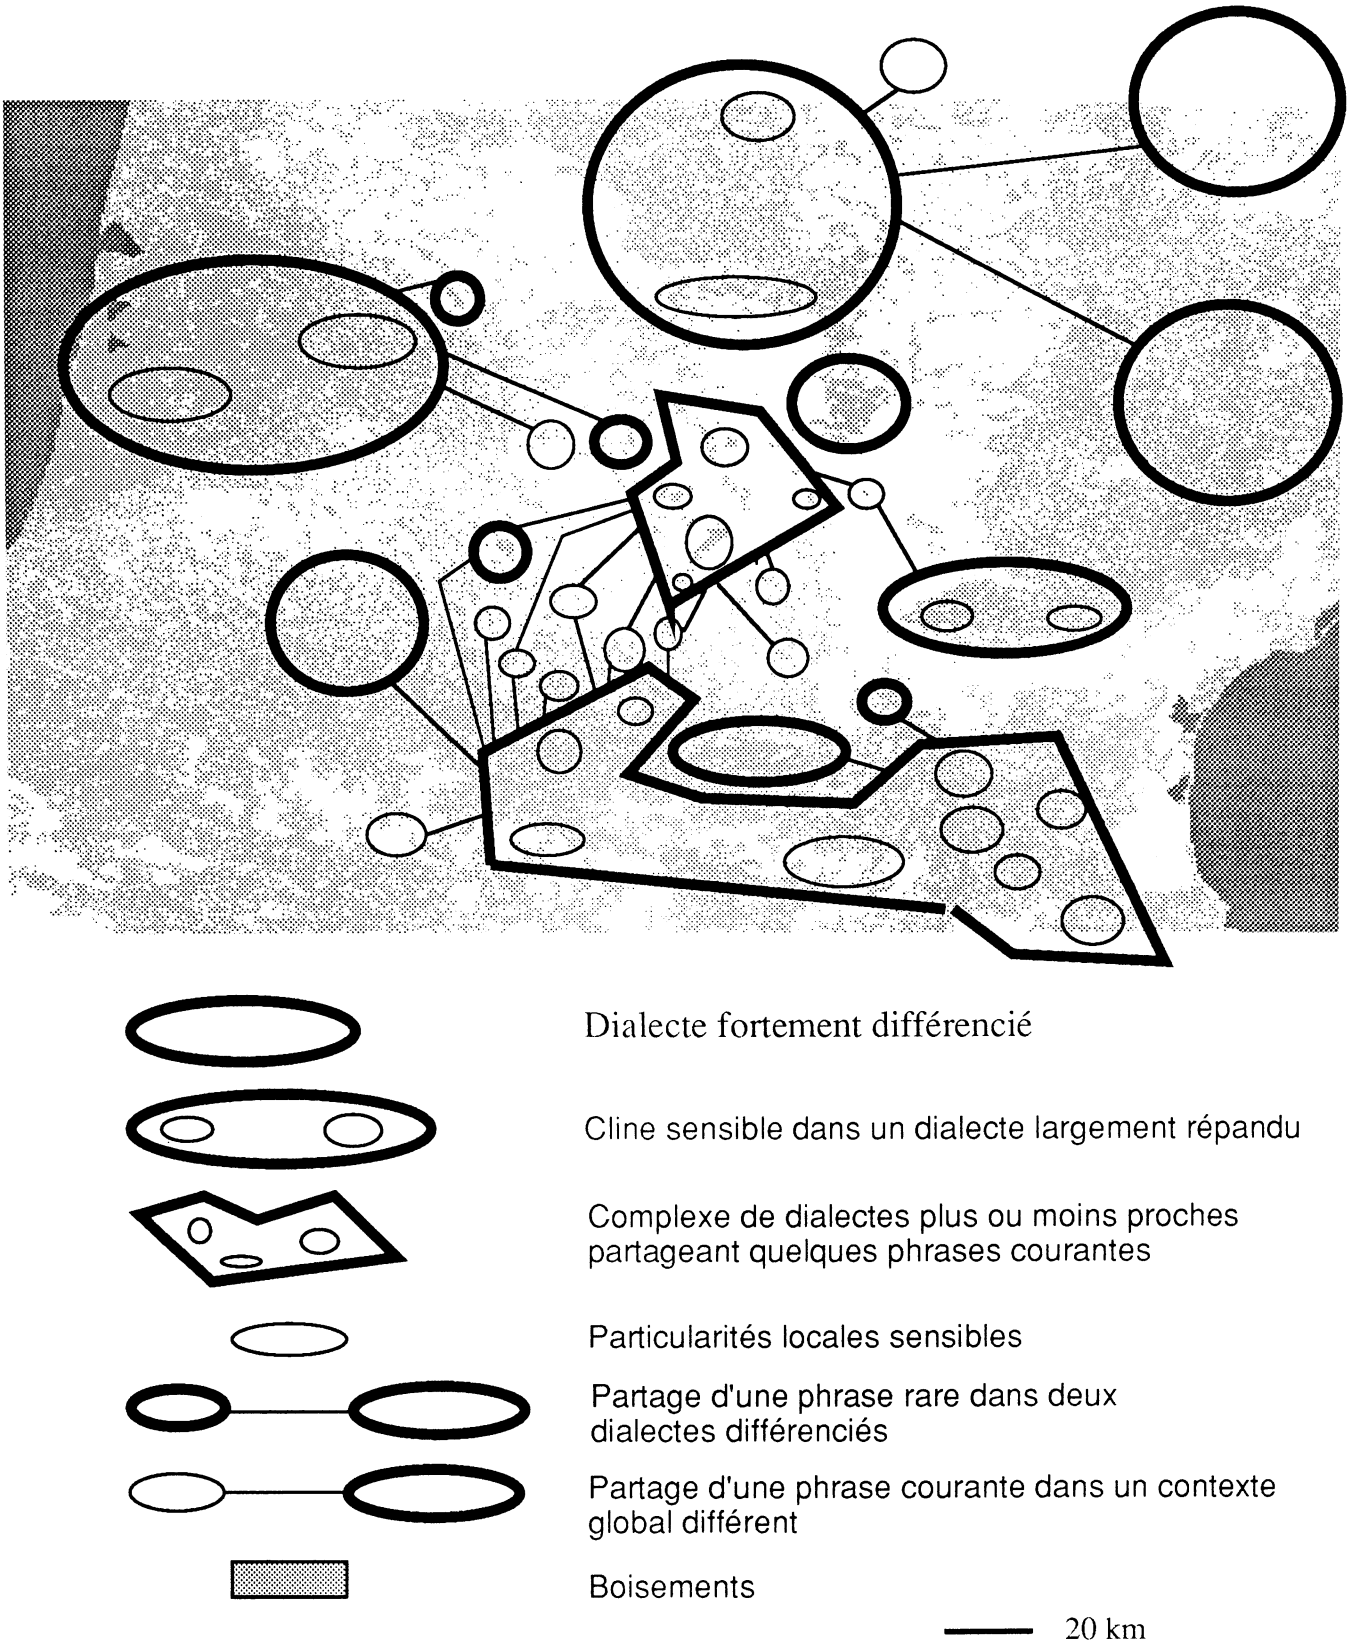 Dialecte fortement différencié
Cline sensible dans un dialecte largement répandu
Complexe de dialectes plus ou moins proches
partageant quelques phrases courantes
Particularités locales sensibles
Partage d'une phrase rare dans deux
dialectes différenciés
Partage d'une phrase courante dans un contexte
global différent
Boisements
20 km